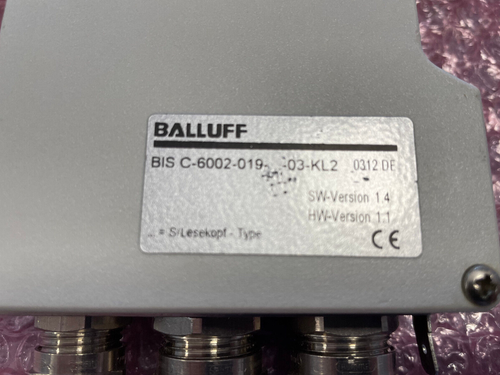 BALLUFF
BIS C-6002-019- -03-KL2 0312 DE
SW-Version 1.4
HW-Version 1.1
... = S/Lesekopf - Type
CE